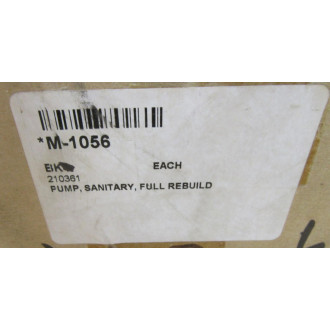 *M-1056
EACH
210361
PUMP, SANITARY, FULL REBUILD